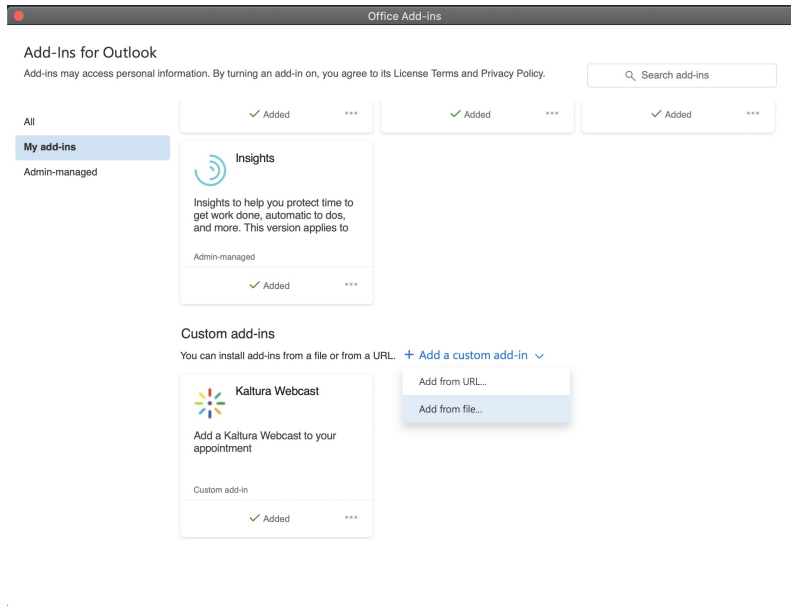 Office Add-ins
Add-Ins for Outlook
Add-ins may access personal information. By turning an add-in on, you agree to its License Terms and Privacy Policy.
Search add-ins
All
My add-ins
Admin-managed
Added
Added
Added
Insights
Insights to help you protect time to
get work done, automatic to dos,
and more. This version applies to
Admin-managed
Added
Custom add-ins
You can install add-ins from a file or from a URL. + Add a custom add-in
Add from URL...
Add from file...
Kaltura Webcast
Add a Kaltura Webcast to your
appointment
Custom add-in
Added